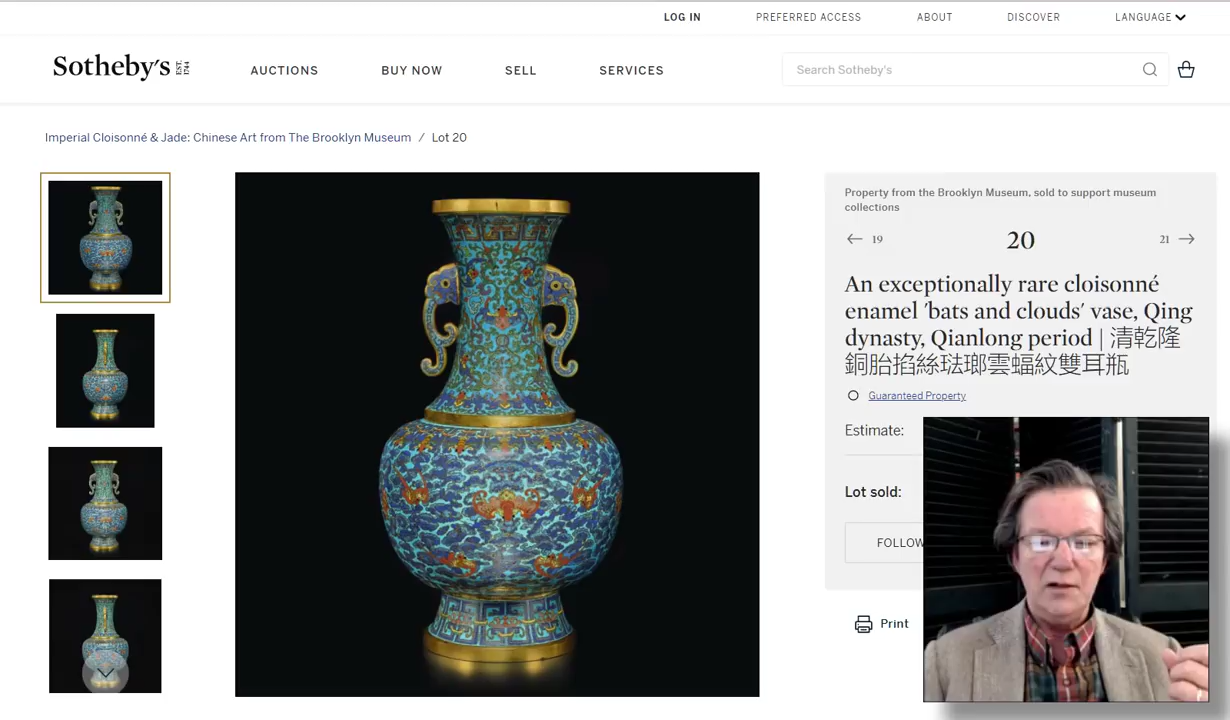 LOG IN
PREFERRED ACCESS
ABOUT
DISCOVER
LANGUAGE
Sotheby's EST. 1744
AUCTIONS
BUY NOW
SELL
SERVICES
Search Sotheby's
Imperial Cloisonné & Jade: Chinese Art from The Brooklyn Museum / Lot 20
Property from the Brooklyn Museum, sold to support museum
collections
19
20
21
An exceptionally rare cloisonné
enamel 'bats and clouds' vase, Qing
dynasty, Qianlong period | 清乾隆
銅胎掐絲琺瑯雲蝠紋雙耳瓶
Guaranteed Property
Estimate:
Lot sold:
FOLLOW
Print